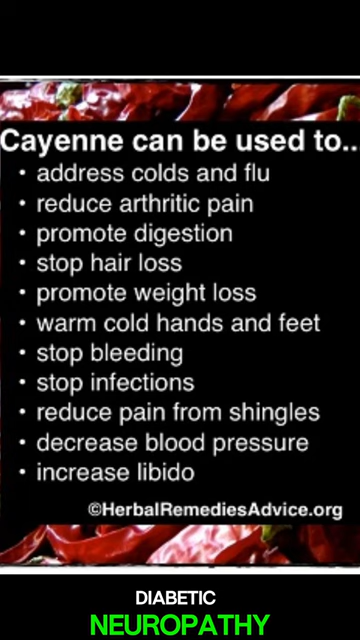 Cayenne can be used to..
• address colds and flu
• reduce arthritic pain
• promote digestion
• stop hair loss
• promote weight loss
• warm cold hands and feet
• stop bleeding
• stop infections
• reduce pain from shingles
• decrease blood pressure
• increase libido
©HerbalRemediesAdvice.org
DIABETIC
NEUROPATHY